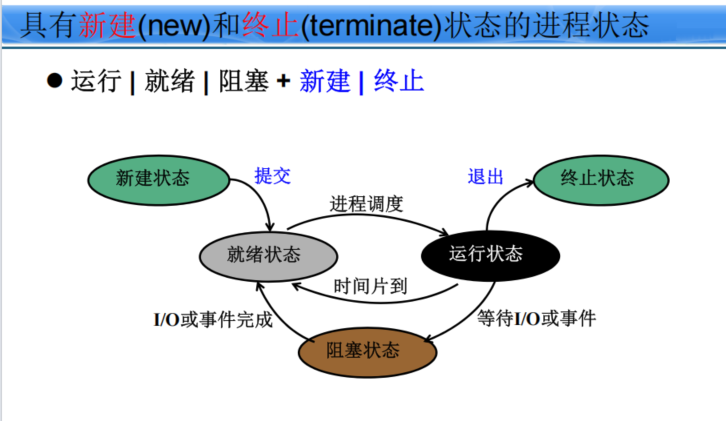 具有新建(new)和终止(terminate)状态的进程状态
● 运行 | 就绪 | 阻塞 + 新建 | 终止
新建状态
提交
退出
终止状态
进程调度
就绪状态
运行状态
时间片到
I/O或事件完成
等待I/O或事件
阻塞状态